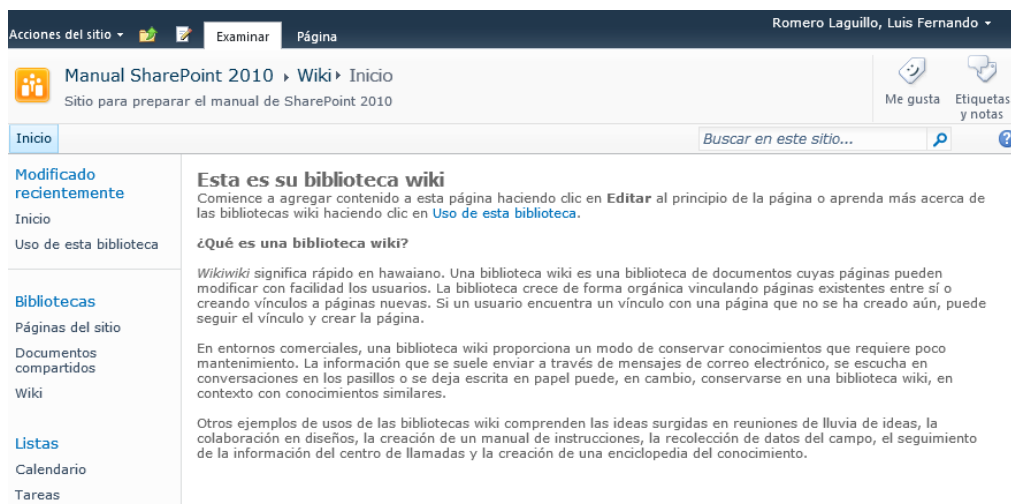 Romero Laguillo, Luis Fernando
Acciones del sitio
Examinar
Página
Manual SharePoint 2010 Wiki Inicio
Sitio para preparar el manual de SharePoint 2010
Me gusta
Etiquetas
y notas
Inicio
Buscar en este sitio...
Modificado
recientemente
Inicio
Uso de esta biblioteca
Bibliotecas
Páginas del sitio
Documentos
compartidos
Wiki
Listas
Calendario
Tareas
Esta es su biblioteca wiki
Comience a agregar contenido a esta página haciendo clic en Editar al principio de la página o aprenda más acerca de
las bibliotecas wiki haciendo clic en Uso de esta biblioteca.
¿Qué es una biblioteca wiki?
Wikiwiki significa rápido en hawaiano. Una biblioteca wiki es una biblioteca de documentos cuyas páginas pueden
modificar con facilidad los usuarios. La biblioteca crece de forma orgánica vinculando páginas existentes entre sí o
creando vínculos a páginas nuevas. Si un usuario encuentra un vínculo con una página que no se ha creado aún, puede
seguir el vínculo y crear la página.
En entornos comerciales, una biblioteca wiki proporciona un modo de conservar conocimientos que requiere poco
mantenimiento. La información que se suele enviar a través de mensajes de correo electrónico, se escucha en
conversaciones en los pasillos o se deja escrita en papel puede, en cambio, conservarse en una biblioteca wiki, en
contexto con conocimientos similares.
Otros ejemplos de usos de las bibliotecas wiki comprenden las ideas surgidas en reuniones de lluvia de ideas, la
colaboración en diseños, la creación de un manual de instrucciones, la recolección de datos del campo, el seguimiento
de la información del centro de llamadas y la creación de una enciclopedia del conocimiento.